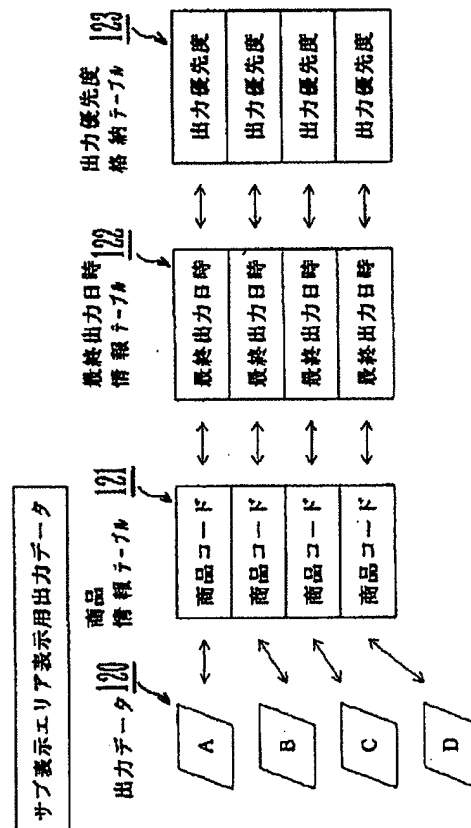 サブ表示エリア表示用出力データ
出力データ 120
商品
情報テーブル 121
最終出力日時
情報テーブル 122
出力優先度
格納テーブル 123
A
商品コード
最終出力日時
出力優先度
B
商品コード
最終出力日時
出力優先度
C
商品コード
最終出力日時
出力優先度
D
商品コード
最終出力日時
出力優先度